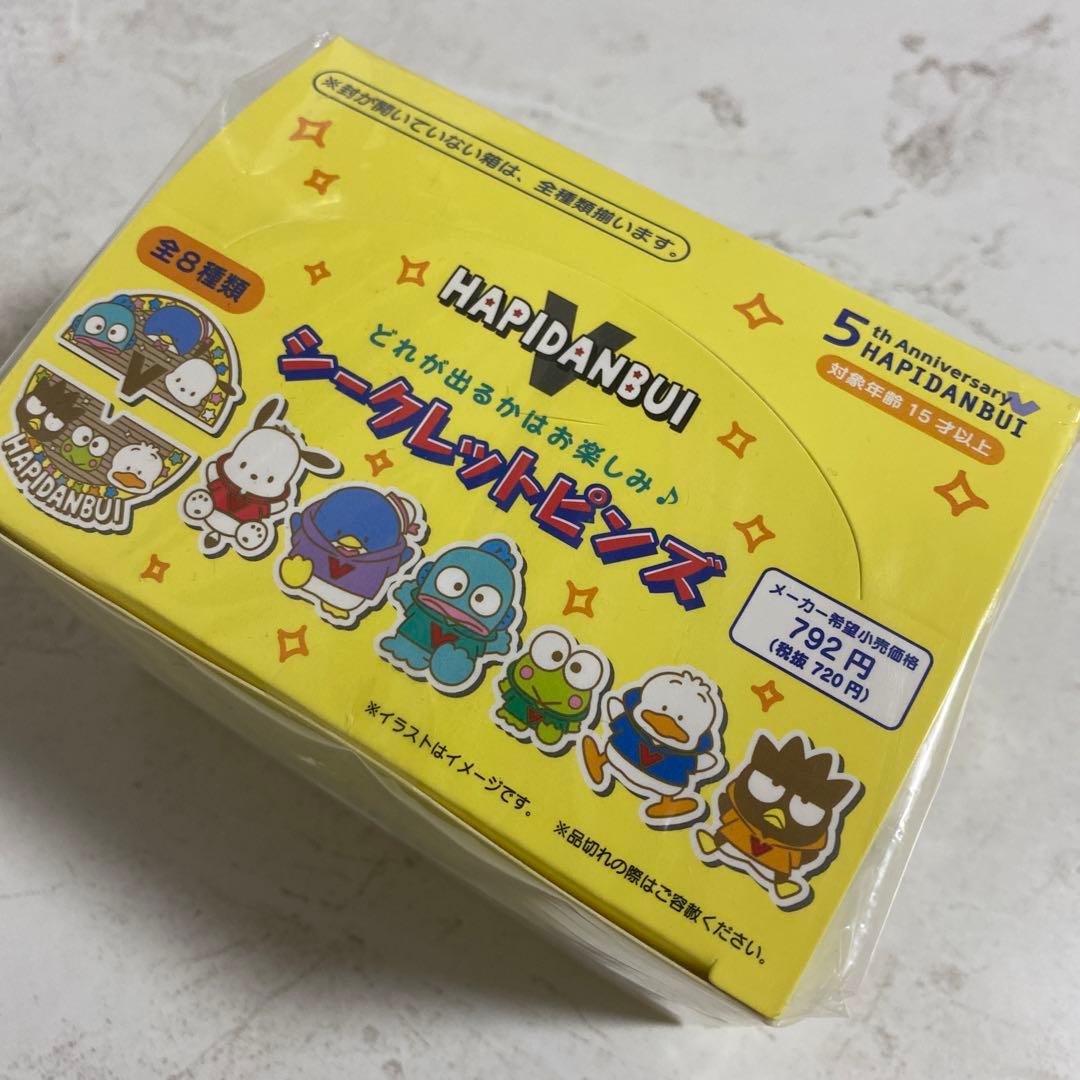 ※封が開いていない箱は、全種類揃います。
全8種類
HAPIDANBUI
V
どれが出るかはお楽しみ♪
シークレットピンズ
5th Anniversary
HAPIDANBUI
対象年齢15才以上
V
HAPIDANBUI
メーカー希望小売価格
792円
(税抜 720円)
※イラストはイメージです。
※品切れの際はご容赦ください。